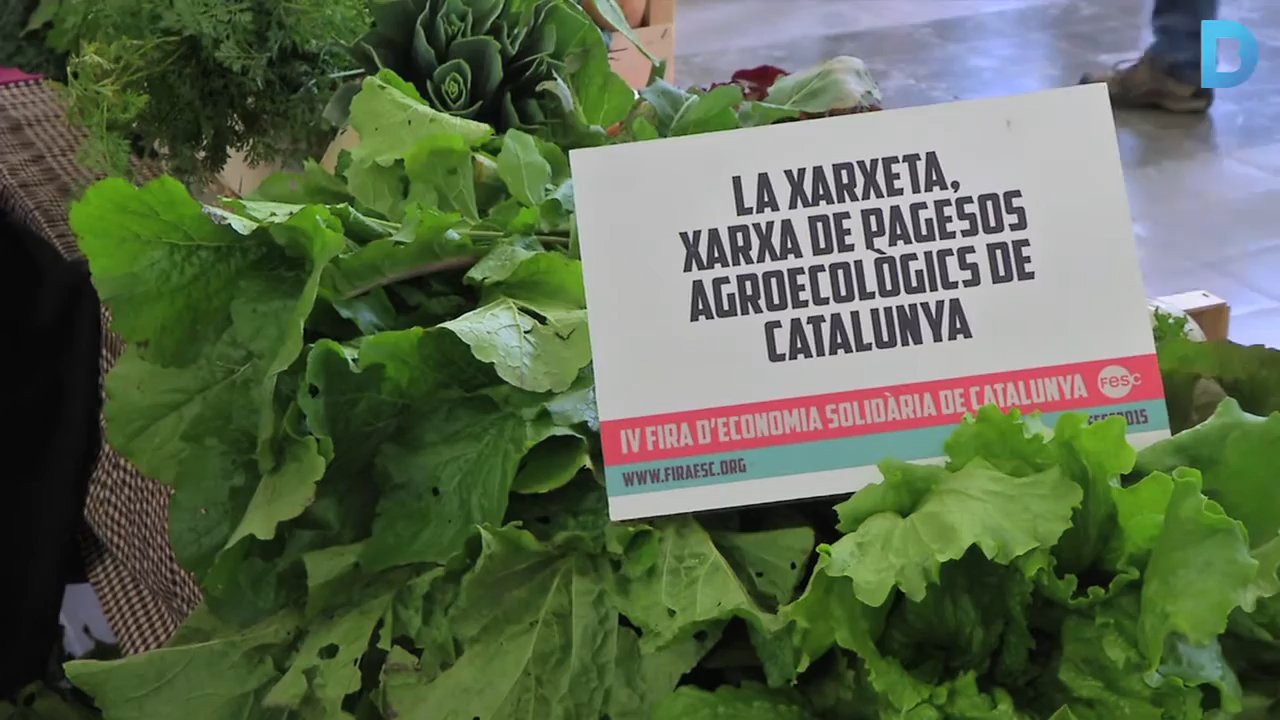 D
LA XARXETA,
XARXA DE PAGESOS
AGROECOLÒGICS DE
CATALUNYA
IV FIRA D'ECONOMIA SOLIDÀRIA DE CATALUNYA FESC
WWW.FIRAESC.ORG